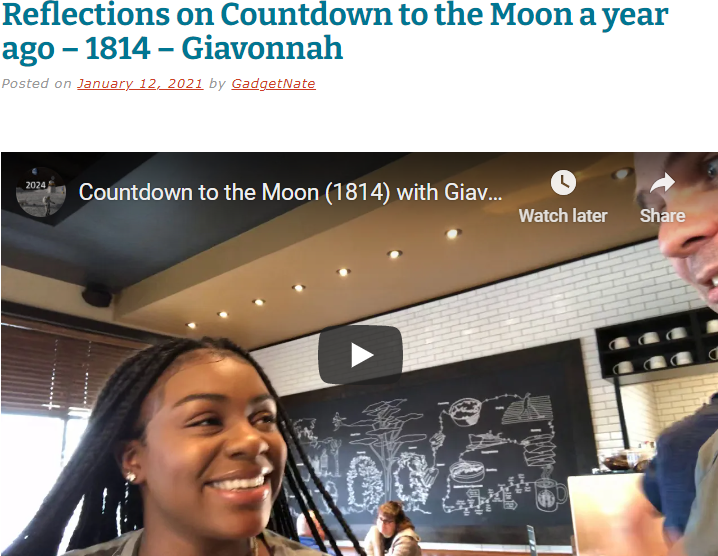 Reflections on Countdown to the Moon a year
ago – 1814 – Giavonnah
Posted on January 12, 2021 by GadgetNate
2024
Countdown to the Moon (1814) with Giav...
Watch later
Share